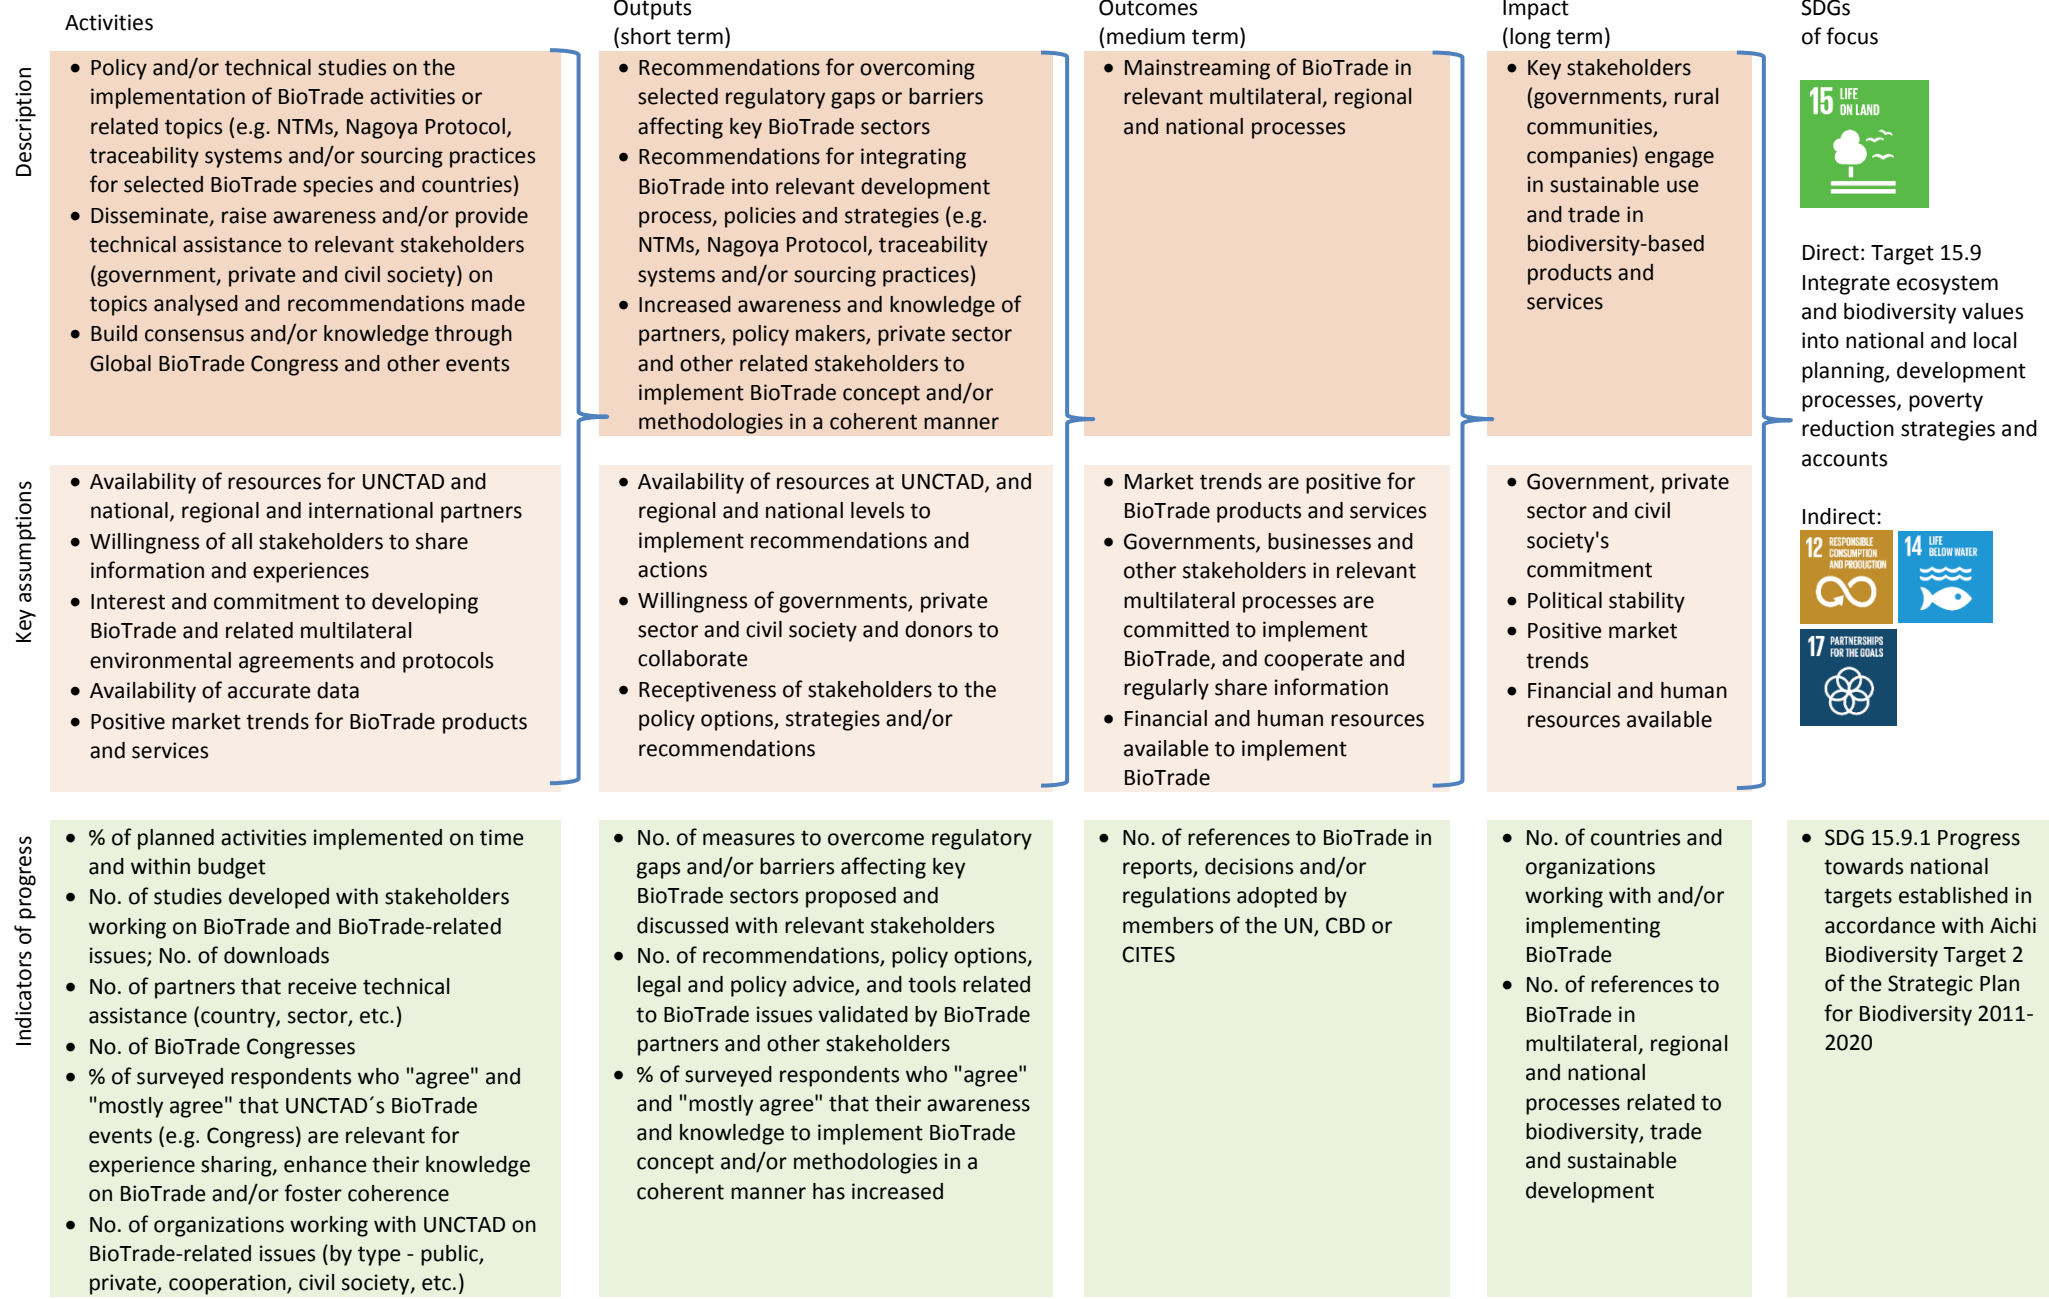 Activities
Outputs
(short term)
Outcomes
(medium term)
Impact
(long term)
SDGs
of focus
Description
• Policy and/or technical studies on the
implementation of BioTrade activities or
related topics (e.g. NTMs, Nagoya Protocol,
traceability systems and/or sourcing practices
for selected BioTrade species and countries)
• Disseminate, raise awareness and/or provide
technical assistance to relevant stakeholders
(government, private and civil society) on
topics analysed and recommendations made
• Build consensus and/or knowledge through
Global BioTrade Congress and other events
• Recommendations for overcoming
selected regulatory gaps or barriers
affecting key BioTrade sectors
• Recommendations for integrating
BioTrade into relevant development
process, policies and strategies (e.g.
NTMs, Nagoya Protocol, traceability
systems and/or sourcing practices)
• Increased awareness and knowledge of
partners, policy makers, private sector
and other related stakeholders to
implement BioTrade concept and/or
methodologies in a coherent manner
• Mainstreaming of BioTrade in
relevant multilateral, regional
and national processes
• Key stakeholders
(governments, rural
communities,
companies) engage
in sustainable use
and trade in
biodiversity-based
products and
services
15 LIFE
ON LAND
Direct: Target 15.9
Integrate ecosystem
and biodiversity values
into national and local
planning, development
processes, poverty
reduction strategies and
accounts
Indirect:
12 RESPONSIBLE
CONSUMPTION
AND PRODUCTION
14 LIFE
BELOW WATER
17 PARTNERSHIPS
FOR THE GOALS
Key assumptions
• Availability of resources for UNCTAD and
national, regional and international partners
• Willingness of all stakeholders to share
information and experiences
• Interest and commitment to developing
BioTrade and related multilateral
environmental agreements and protocols
• Availability of accurate data
• Positive market trends for BioTrade products
and services
• Availability of resources at UNCTAD, and
regional and national levels to
implement recommendations and
actions
• Willingness of governments, private
sector and civil society and donors to
collaborate
• Receptiveness of stakeholders to the
policy options, strategies and/or
recommendations
• Market trends are positive for
BioTrade products and services
• Governments, businesses and
other stakeholders in relevant
multilateral processes are
committed to implement
BioTrade, and cooperate and
regularly share information
• Financial and human resources
available to implement
BioTrade
• Government, private
sector and civil
society's
commitment
• Political stability
• Positive market
trends
• Financial and human
resources available
Indicators of progress
• % of planned activities implemented on time
and within budget
• No. of studies developed with stakeholders
working on BioTrade and BioTrade-related
issues; No. of downloads
• No. of partners that receive technical
assistance (country, sector, etc.)
• No. of BioTrade Congresses
• % of surveyed respondents who "agree" and
"mostly agree" that UNCTAD´s BioTrade
events (e.g. Congress) are relevant for
experience sharing, enhance their knowledge
on BioTrade and/or foster coherence
• No. of organizations working with UNCTAD on
BioTrade-related issues (by type - public,
private, cooperation, civil society, etc.)
• No. of measures to overcome regulatory
gaps and/or barriers affecting key
BioTrade sectors proposed and
discussed with relevant stakeholders
• No. of recommendations, policy options,
legal and policy advice, and tools related
to BioTrade issues validated by BioTrade
partners and other stakeholders
• % of surveyed respondents who "agree"
and "mostly agree" that their awareness
and knowledge to implement BioTrade
concept and/or methodologies in a
coherent manner has increased
• No. of references to BioTrade in
reports, decisions and/or
regulations adopted by
members of the UN, CBD or
CITES
• No. of countries and
organizations
working with and/or
implementing
BioTrade
• No. of references to
BioTrade in
multilateral, regional
and national
processes related to
biodiversity, trade
and sustainable
development
• SDG 15.9.1 Progress
towards national
targets established in
accordance with Aichi
Biodiversity Target 2
of the Strategic Plan
for Biodiversity 2011-
2020